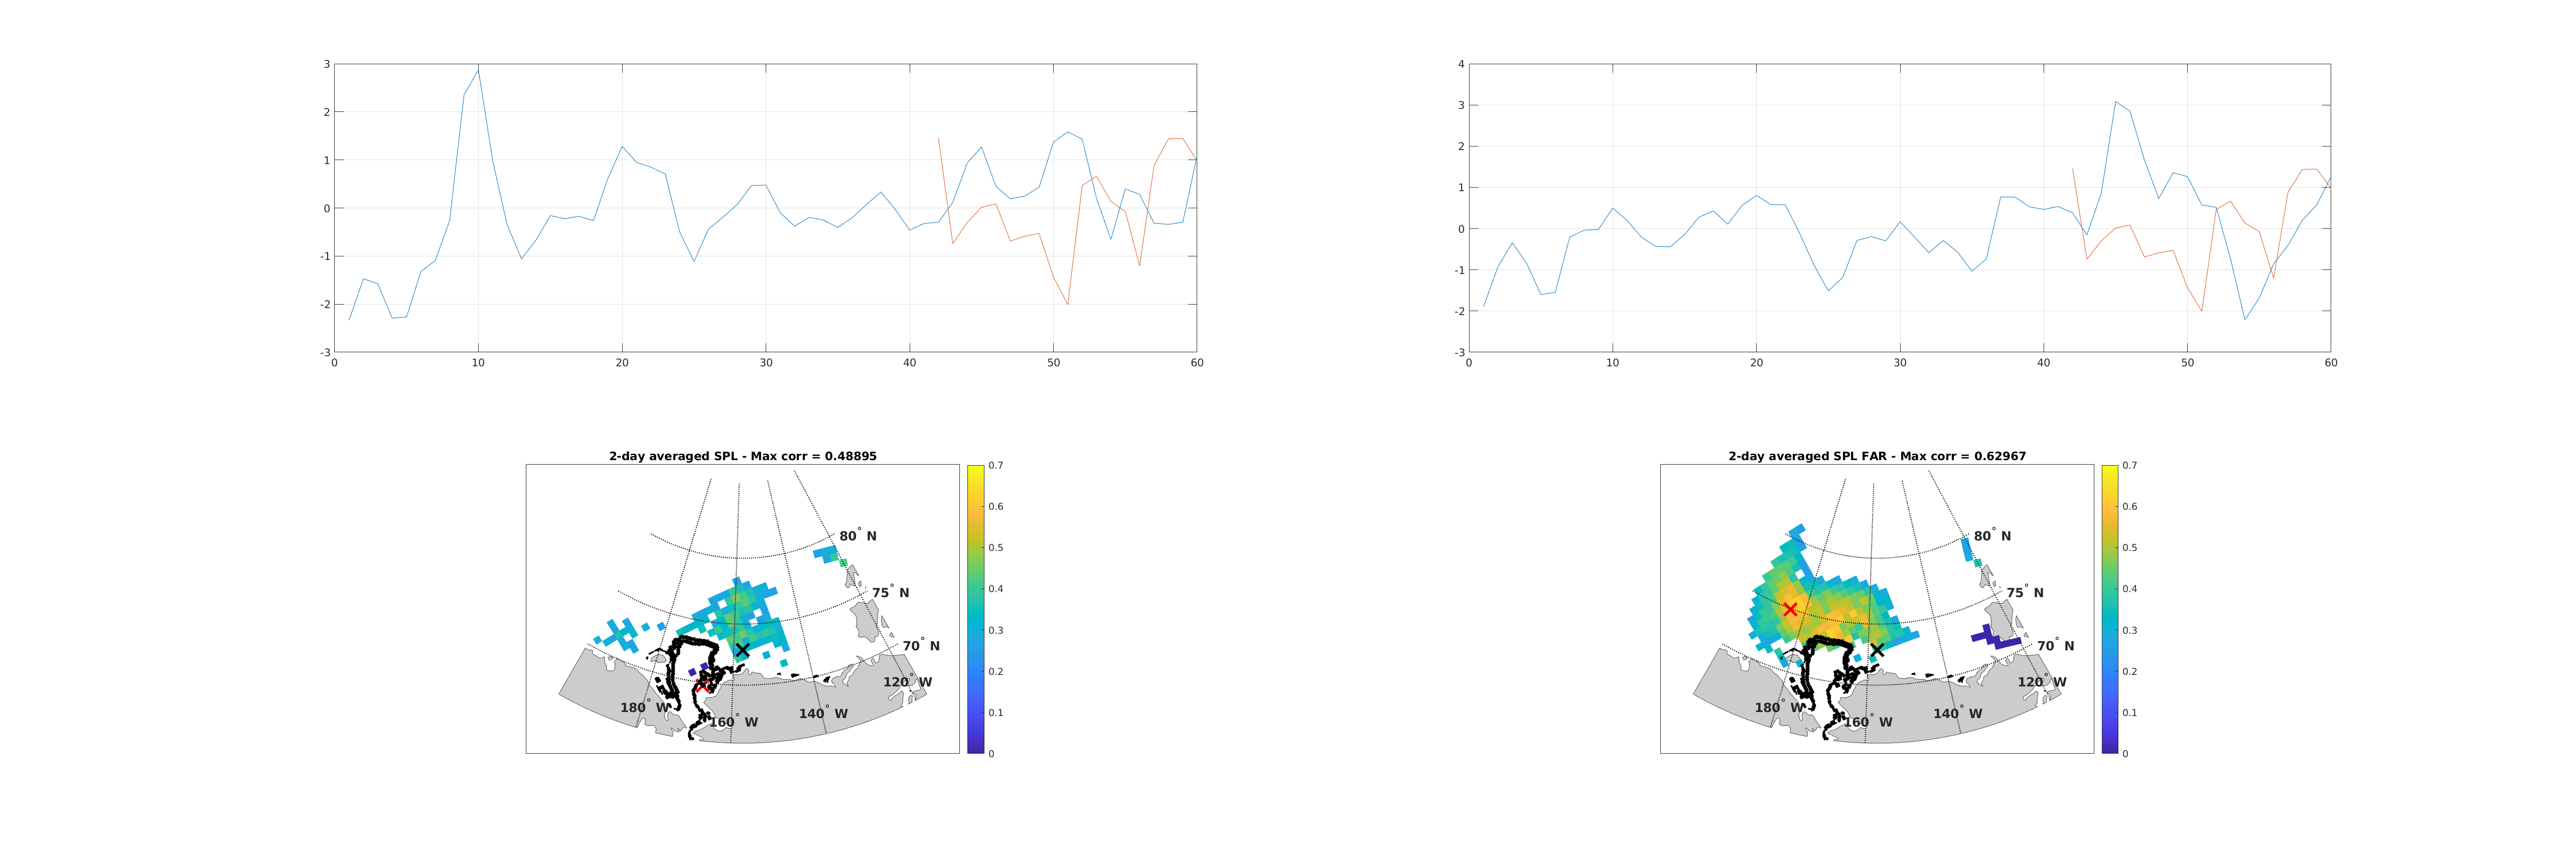 3
2
1
0
-1
-2
-3
0 10 20 30 40 50 60
4
3
2
1
0
-1
-2
-3
0 10 20 30 40 50 60
2-day averaged SPL - Max corr = 0.48895
80° N
75° N
70° N
120° W
180° W
160° W
140° W
0.7
0.6
0.5
0.4
0.3
0.2
0.1
0
2-day averaged SPL FAR - Max corr = 0.62967
80° N
75° N
70° N
120° W
180° W
160° W
140° W
0.7
0.6
0.5
0.4
0.3
0.2
0.1
0